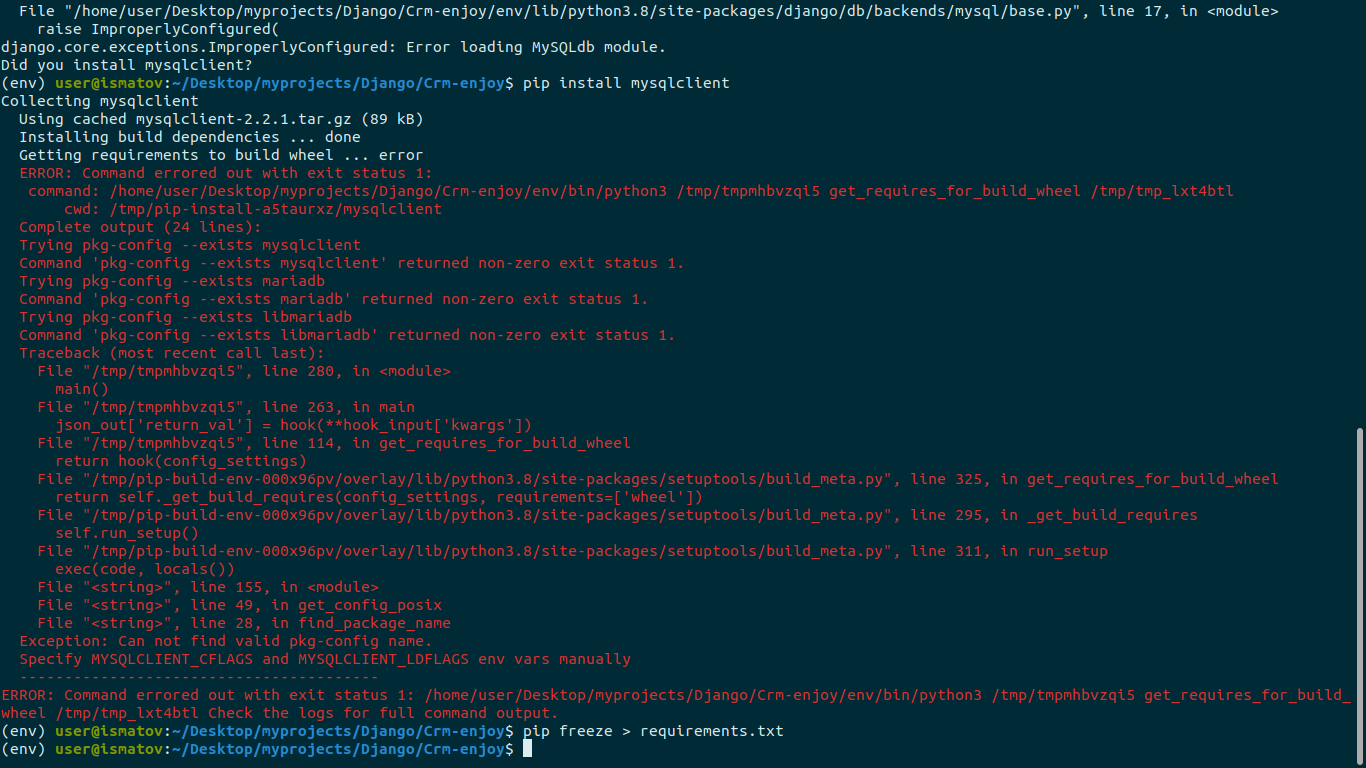 File "/home/user/Desktop/myprojects/Django/Crm-enjoy/env/lib/python3.8/site-packages/django/db/backends/mysql/base.py", line 17, in <module>
raise ImproperlyConfigured(
django.core.exceptions.ImproperlyConfigured: Error loading MySQLdb module.
Did you install mysqlclient?
(env) user@ismatov:~/Desktop/myprojects/Django/Crm-enjoy$ pip install mysqlclient
Collecting mysqlclient
Using cached mysqlclient-2.2.1.tar.gz (89 kB)
Installing build dependencies ... done
Getting requirements to build wheel ... error
ERROR: Command errored out with exit status 1:
command: /home/user/Desktop/myprojects/Django/Crm-enjoy/env/bin/python3 /tmp/tmpmhbvzqi5 get_requires_for_build_wheel /tmp/tmp_lxt4btl
cwd: /tmp/pip-install-a5taurxz/mysqlclient
Complete output (24 lines):
Trying pkg-config --exists mysqlclient
Command 'pkg-config --exists mysqlclient' returned non-zero exit status 1.
Trying pkg-config --exists mariadb
Command 'pkg-config --exists mariadb' returned non-zero exit status 1.
Trying pkg-config --exists libmariadb
Command 'pkg-config --exists libmariadb' returned non-zero exit status 1.
Traceback (most recent call last):
File "/tmp/tmpmhbvzqi5", line 280, in <module>
main()
File "/tmp/tmpmhbvzqi5", line 263, in main
json_out['return_val'] = hook(**hook_input['kwargs'])
File "/tmp/tmpmhbvzqi5", line 114, in get_requires_for_build_wheel
return hook(config_settings)
File "/tmp/pip-build-env-000x96pv/overlay/lib/python3.8/site-packages/setuptools/build_meta.py", line 325, in get_requires_for_build_wheel
return self._get_build_requires(config_settings, requirements=['wheel'])
File "/tmp/pip-build-env-000x96pv/overlay/lib/python3.8/site-packages/setuptools/build_meta.py", line 295, in _get_build_requires
self.run_setup()
File "/tmp/pip-build-env-000x96pv/overlay/lib/python3.8/site-packages/setuptools/build_meta.py", line 311, in run_setup
exec(code, locals())
File "<string>", line 155, in <module>
File "<string>", line 49, in get_config_posix
File "<string>", line 28, in find_package_name
Exception: Can not find valid pkg-config name.
Specify MYSQLCLIENT_CFLAGS and MYSQLCLIENT_LDFLAGS env vars manually
----------------------------------------
ERROR: Command errored out with exit status 1: /home/user/Desktop/myprojects/Django/Crm-enjoy/env/bin/python3 /tmp/tmpmhbvzqi5 get_requires_for_build_
wheel /tmp/tmp_lxt4btl Check the logs for full command output.
(env) user@ismatov:~/Desktop/myprojects/Django/Crm-enjoy$ pip freeze > requirements.txt
(env) user@ismatov:~/Desktop/myprojects/Django/Crm-enjoy$